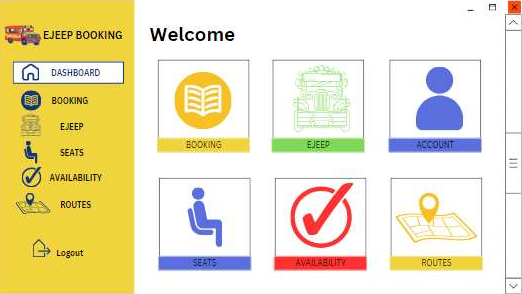 EJEEP BOOKING
DASHBOARD
BOOKING
EJEEP
SEATS
AVAILABILITY
ROUTES
Logout
Welcome
BOOKING
EJEEP
ACCOUNT
SEATS
AVAILABILITY
ROUTES